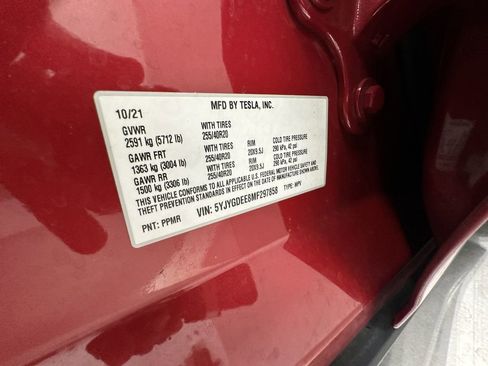 10/21 MFD BY TESLA, INC.
GVWR WITH TIRES
2591 kg (5712 lb) 255/40R20 RIM COLD TIRE PRESSURE
GAWR FRT WITH TIRES 20X9.5J 290 kPa, 42 psi
1363 kg (3004 lb) 255/40R20 RIM COLD TIRE PRESSURE
GAWR RR WITH TIRES 20X9.5J 290 kPa, 42 psi
1500 kg (3306 lb) 255/40R20
THIS VEHICLE CONFORMS TO ALL APPLICABLE U.S. FEDERAL MOTOR VEHICLE SAFETY AND
THEFT PREVENTION STANDARDS IN EFFECT ON THE DATE OF MANUFACTURE SHOWN ABOVE.
PNT: PPMR VIN: 5YJYGDEE8MF297858 TYPE: MPV